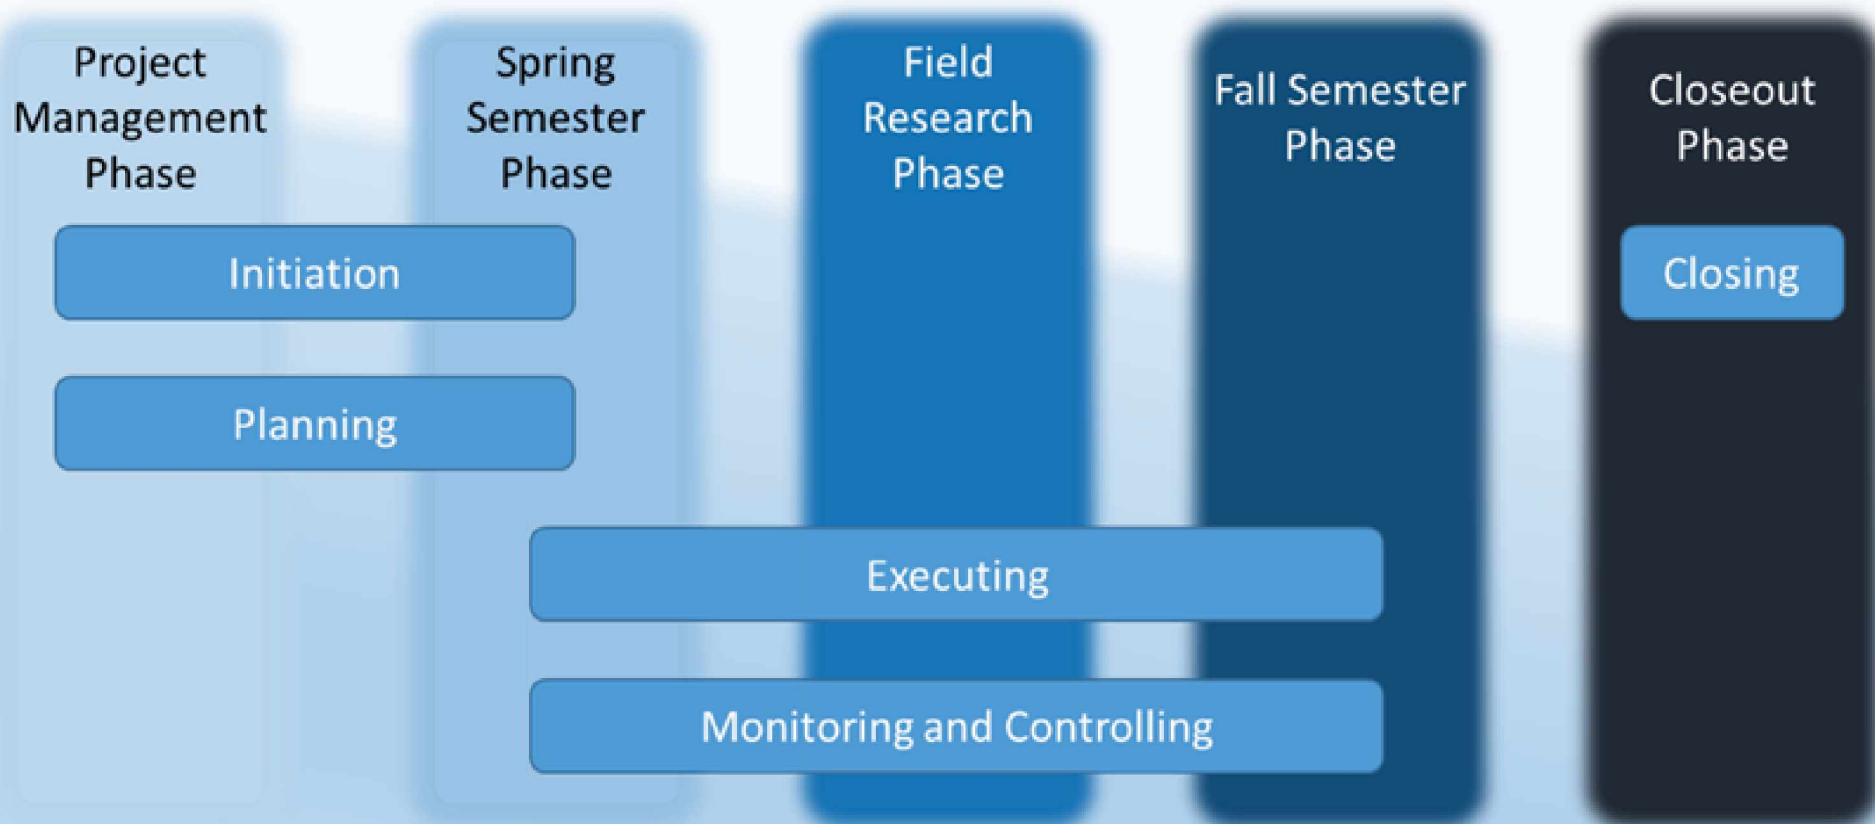 Project
Management
Phase
Spring
Semester
Phase
Field
Research
Phase
Fall Semester
Phase
Closeout
Phase
Initiation
Closing
Planning
Executing
Monitoring and Controlling